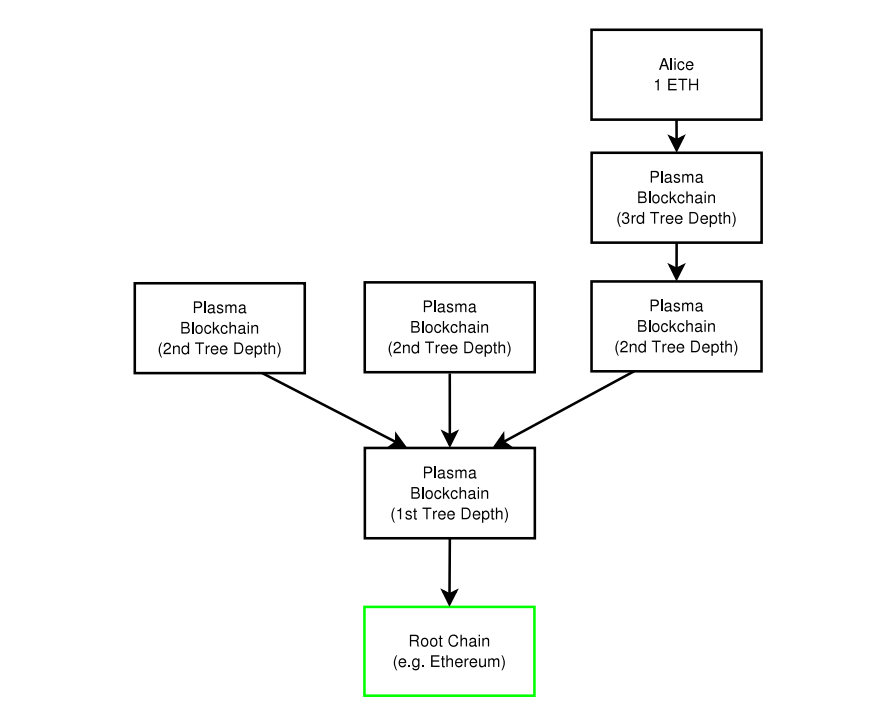 Alice
1 ETH
Plasma
Blockchain
(3rd Tree Depth)
Plasma
Blockchain
(2nd Tree Depth)
Plasma
Blockchain
(2nd Tree Depth)
Plasma
Blockchain
(2nd Tree Depth)
Plasma
Blockchain
(1st Tree Depth)
Root Chain
(e.g. Ethereum)